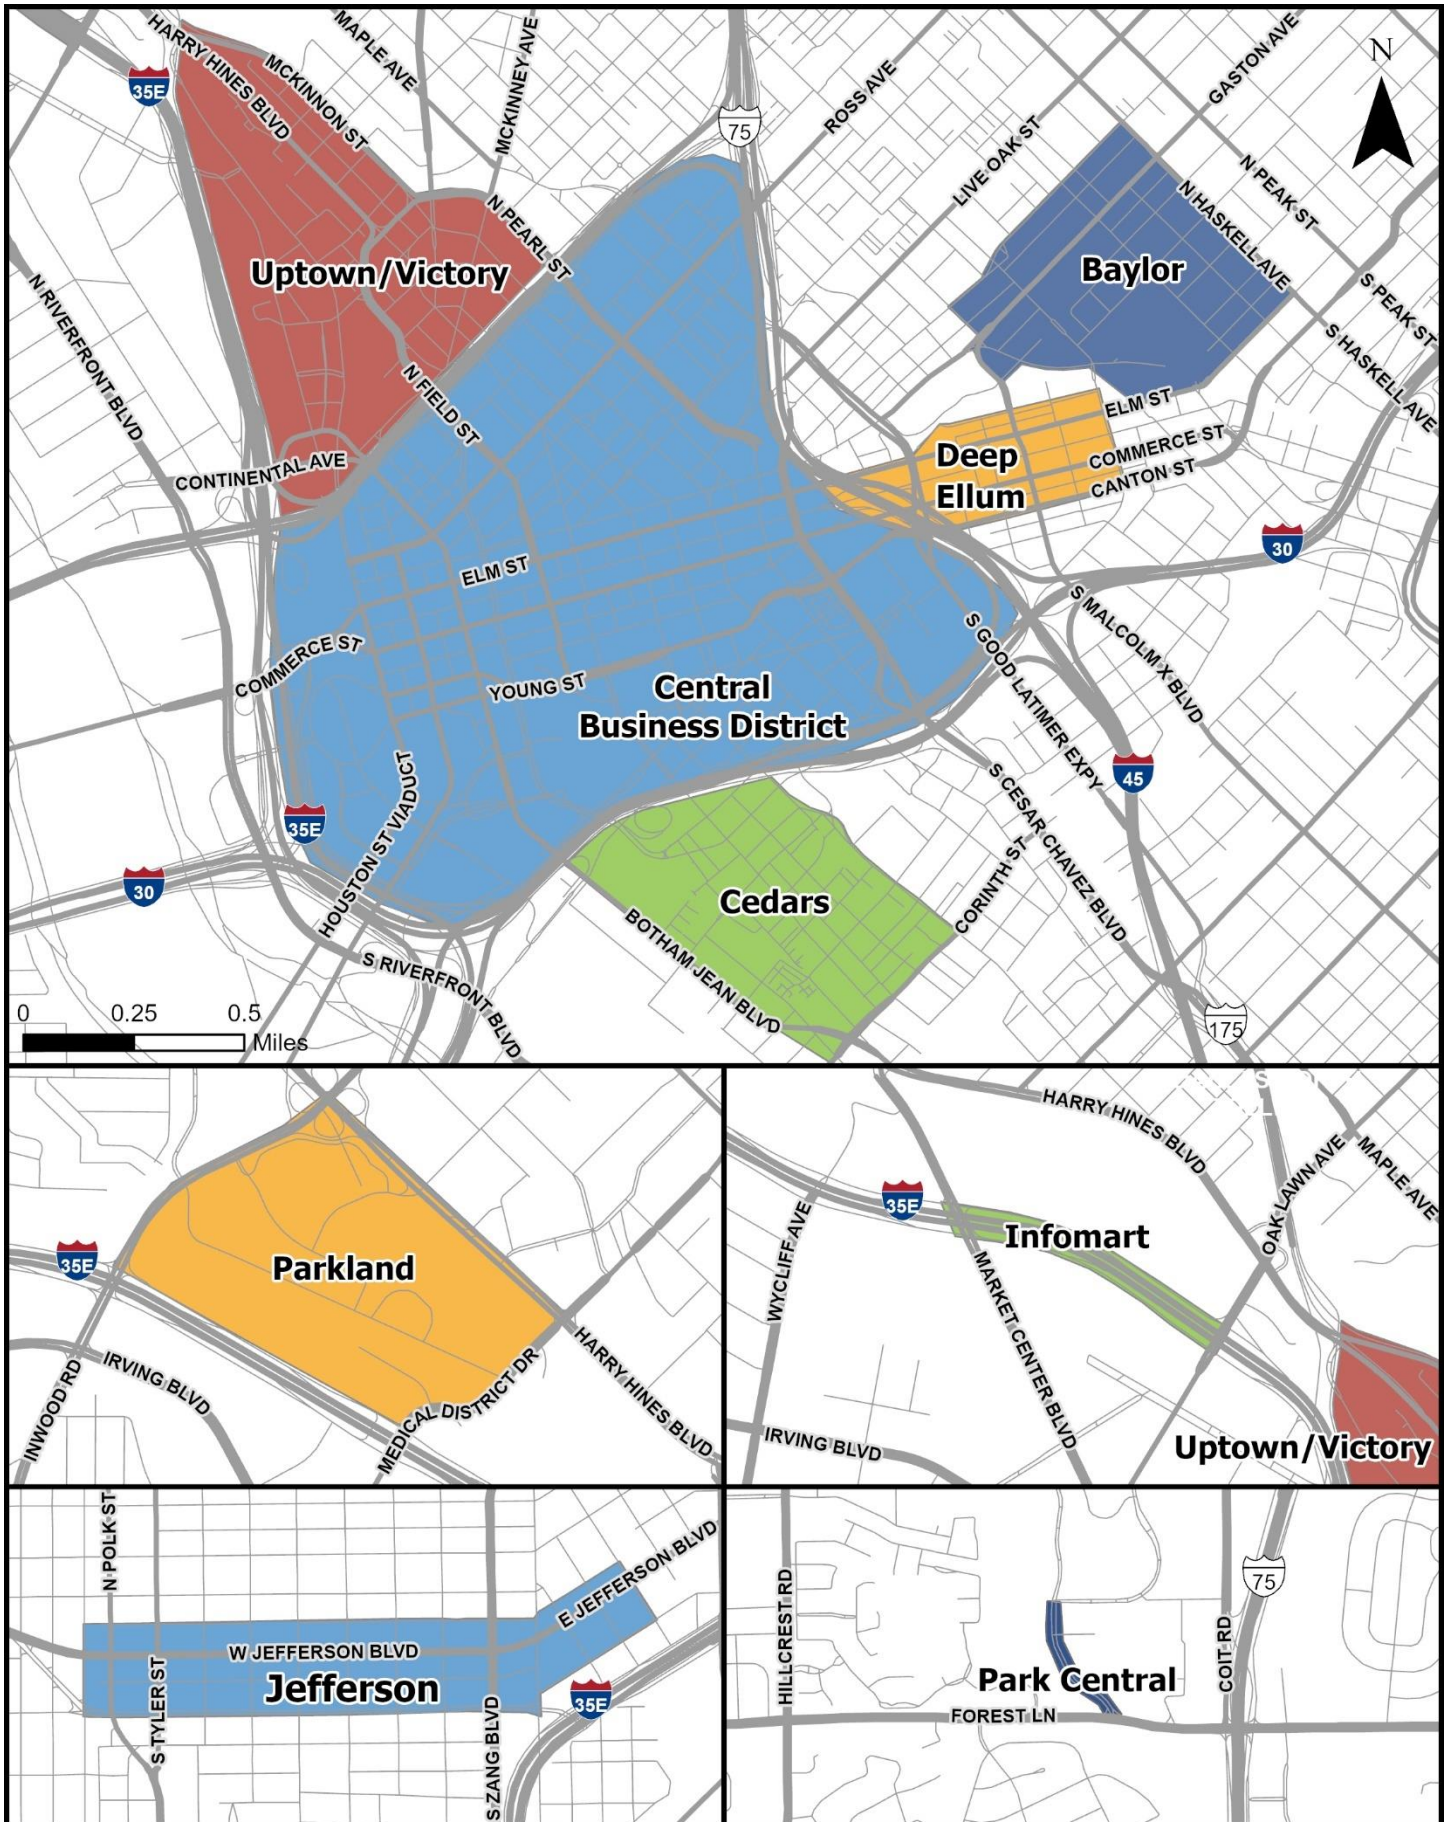 HARRY HINES BLVD
MCKINNON ST
MAPLE AVE
MCKINNEY AVE
35E
75
ROSS AVE
LIVE OAK ST
GASTON AVE
N
N PEAK ST
N HASKELL AVE
S PEAK ST
S HASKELL AVE
N PEARL ST
Uptown/Victory
Baylor
N RIVERFRONT BLVD
N FIELD ST
CONTINENTAL AVE
ELM ST
COMMERCE ST
CANTON ST
Deep
Ellum
30
ELM ST
COMMERCE ST
YOUNG ST
Central
Business District
S GOOD LATIMER EXPY
S MALCOLM X BLVD
45
S CESAR CHAVEZ BLVD
HOUSTON ST VIADUCT
35E
30
Cedars
CORINTH ST
BOTHAM JEAN BLVD
S RIVERFRONT BLVD
175
0 0.25 0.5
Miles
35E
Parkland
INWOOD RD
IRVING BLVD
MEDICAL DISTRICT DR
HARRY HINES BLVD
HARRY HINES BLVD
OAK LAWN AVE
MAPLE AVE
35E
Infomart
WYCLIFF AVE
MARKET CENTER BLVD
IRVING BLVD
Uptown/Victory
N POLK ST
S TYLER ST
W JEFFERSON BLVD
E JEFFERSON BLVD
Jefferson
S ZANG BLVD
35E
HILLCREST RD
Park Central
FOREST LN
COIT RD
75